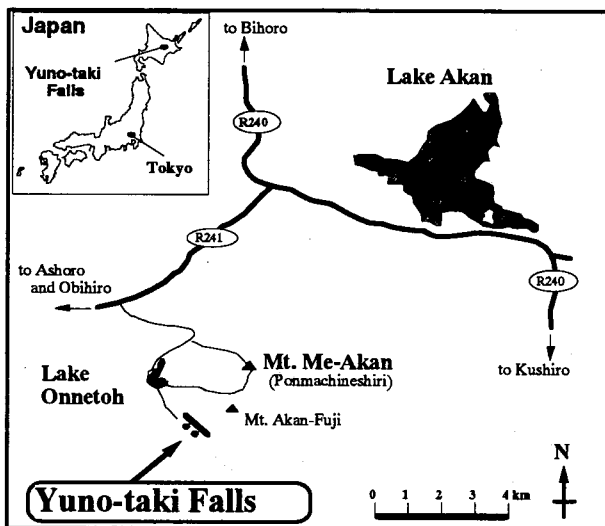 Japan
Yuno-taki
Falls
Tokyo
to Bihoro
R240
Lake Akan
R241
to Ashoro
and Obihiro
R240
to Kushiro
Lake
Onnetoh
Mt. Me-Akan
(Ponmachineshiri)
Mt. Akan-Fuji
Yuno-taki Falls
N
0 1 2 3 4 km